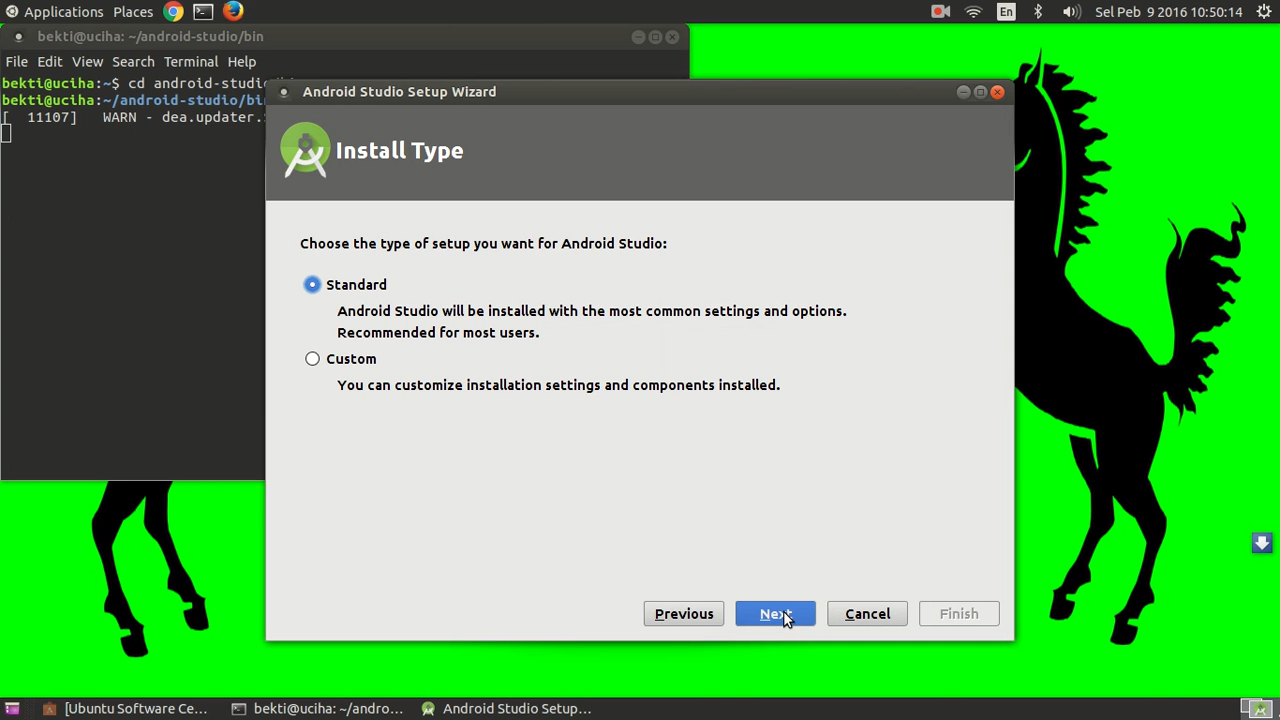 Applications Places En Sel Peb 9 2016 10:50:14
bekti@uciha: ~/android-studio/bin
File Edit View Search Terminal Help
bekti@uciha:~$ cd android-studio
bekti@uciha:~/android-studio/bin
[ 11107] WARN - dea.updater.
Android Studio Setup Wizard
Install Type
Choose the type of setup you want for Android Studio:
Standard
Android Studio will be installed with the most common settings and options.
Recommended for most users.
Custom
You can customize installation settings and components installed.
Previous Next Cancel Finish
[Ubuntu Software Ce... bekti@uciha: ~/andro... Android Studio Setup...